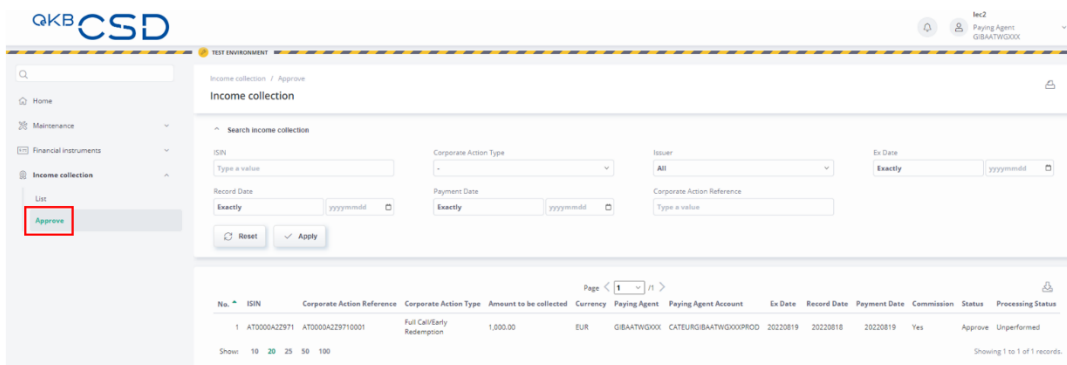 OKB CSD
lec2
Paying Agent
GIBAATWGXXX
TEST ENVIRONMENT
Home
Maintenance
Financial instruments
Income collection
List
Approve
Income collection / Approve
Income collection
Search income collection
ISIN Corporate Action Type Issuer Ex Date
Type a value - All Exactly yyyymmdd
Record Date Payment Date Corporate Action Reference
Exactly yyyymmdd Exactly yyyymmdd Type a value
Reset Apply
Page 1 /1
No. ISIN Corporate Action Reference Corporate Action Type Amount to be collected Currency Paying Agent Paying Agent Account Ex Date Record Date Payment Date Commission Status Processing Status
1 AT0000A2Z971 AT0000A2Z9710001 Full Call/Early Redemption 1,000.00 EUR GIBAATWGXXX CATEURGIBAATWGXXXPROD 20220819 20220818 20220819 Yes Approve Unperformed
Show: 10 20 25 50 100 Showing 1 to 1 of 1 records.